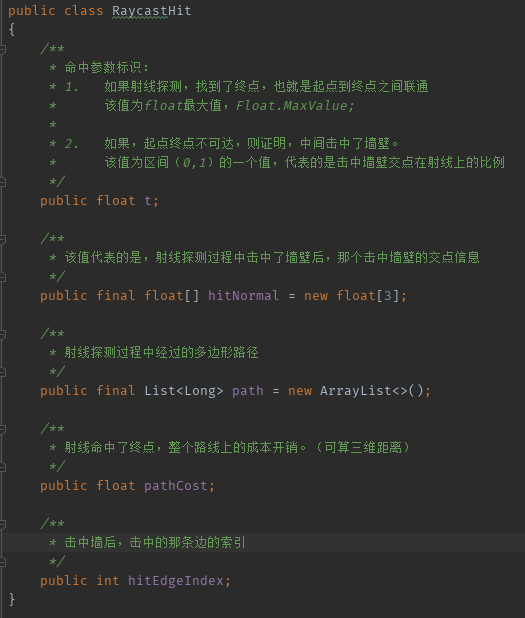 public class RaycastHit
{
/**
* 命中参数标识:
* 1. 如果射线探测，找到了终点，也就是起点到终点之间联通
* 该值为float最大值，Float.MaxValue;
*
* 2. 如果，起点终点不可达，则证明，中间击中了墙壁。
* 该值为区间（0,1）的一个值，代表的是击中墙壁交点在射线上的比例
*/
public float t;
/**
* 该值代表的是，射线探测过程中击中了墙壁后，那个击中墙壁的交点信息
*/
public final float[] hitNormal = new float[3];
/**
* 射线探测过程中经过的多边形路径
*/
public final List<Long> path = new ArrayList<>();
/**
* 射线命中了终点，整个路线上的成本开销。（可算三维距离）
*/
public float pathCost;
/**
* 击中墙后，击中的那条边的索引
*/
public int hitEdgeIndex;
}